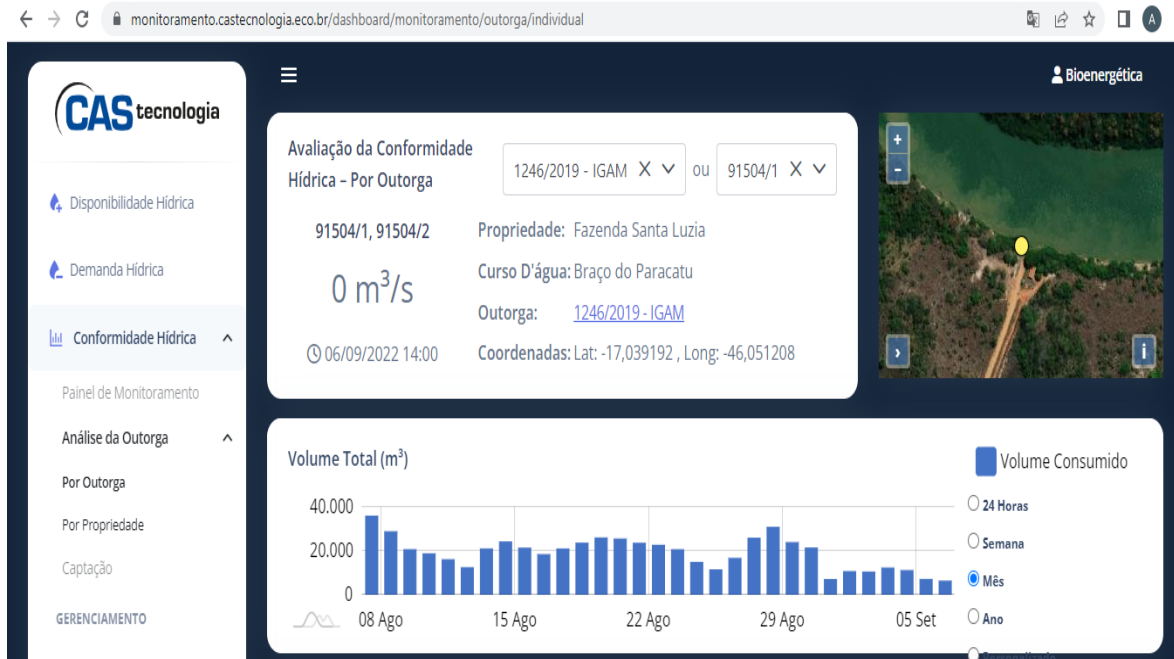 monitoramento.castecnologia.eco.br/dashboard/monitoramento/outorga/individual
A
CAS tecnologia
Bioenergética
Disponibilidade Hídrica
Demanda Hídrica
Conformidade Hídrica
Painel de Monitoramento
Análise da Outorga
Por Outorga
Por Propriedade
Captação
GERENCIAMENTO
Avaliação da Conformidade
Hídrica – Por Outorga
1246/2019 - IGAM X ou 91504/1 X
91504/1, 91504/2
0 m³/s
06/09/2022 14:00
Propriedade: Fazenda Santa Luzia
Curso D'água: Braço do Paracatu
Outorga: 1246/2019 - IGAM
Coordenadas: Lat: -17,039192 , Long: -46,051208
+
-
›
i
Volume Total (m³)
40.000
20.000
0
08 Ago 15 Ago 22 Ago 29 Ago 05 Set
Volume Consumido
24 Horas
Semana
Mês
Ano